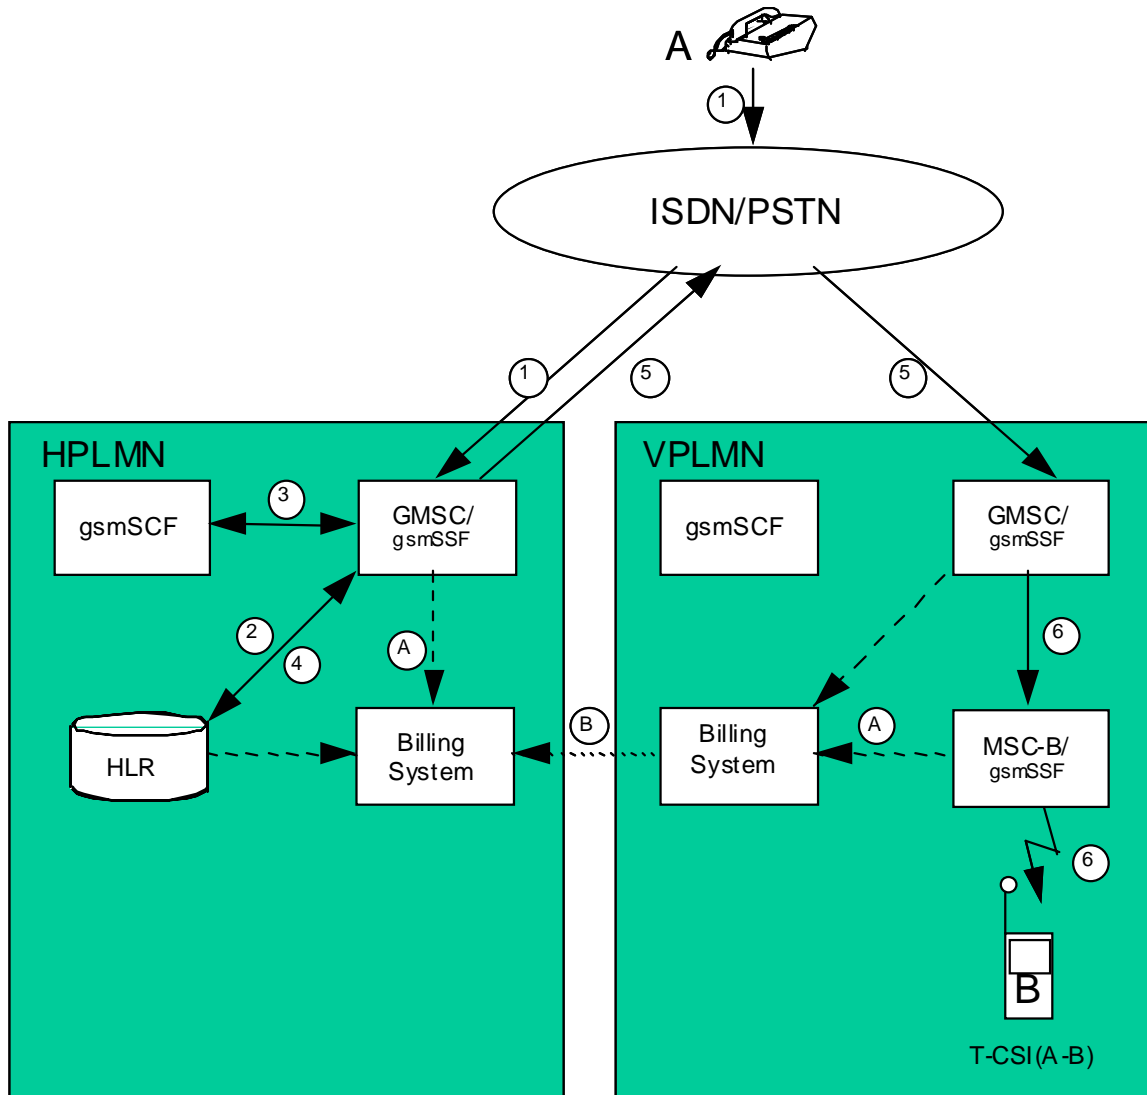 A
1
ISDN/PSTN
1
5
5
HPLMN
VPLMN
gsmSCF
3
GMSC/
gsmSSF
gsmSCF
GMSC/
gsmSSF
2
4
A
6
HLR
Billing
System
B
Billing
System
A
MSC-B/
gsmSSF
6
B
T-CSI(A-B)